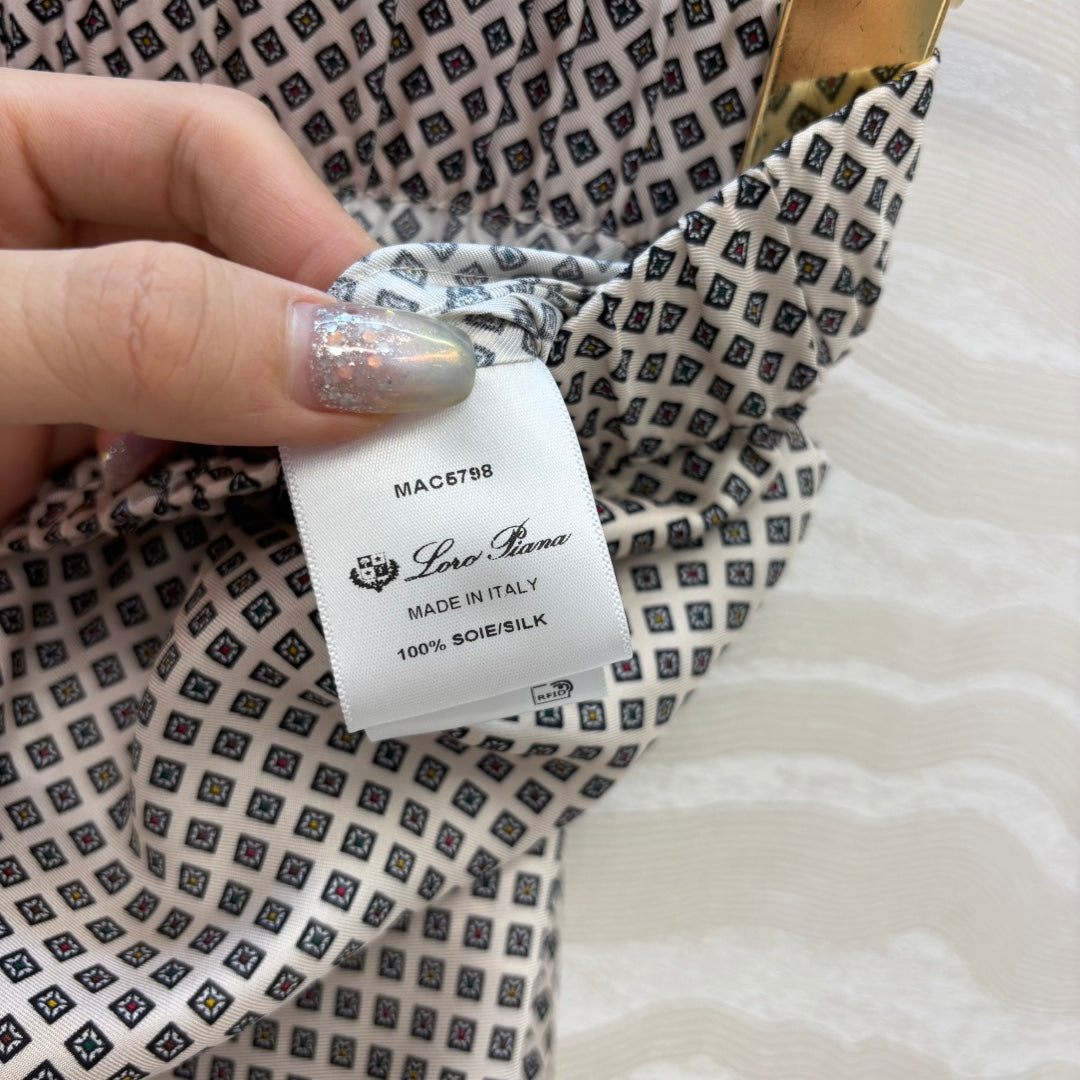 MAC5798
Loro Piana
MADE IN ITALY
100% SOIE/SILK
RFID